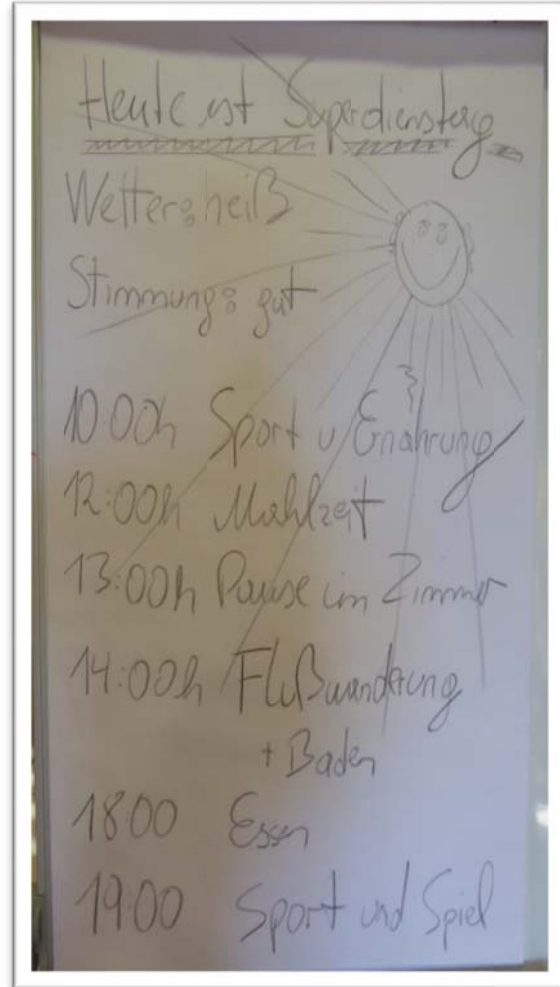 Heute ist Superdienstag
Wetter: heiß
Stimmung: gut
10:00h Sport u Ernährung
12:00h Mahlzeit
13:00h Pause im Zimmer
14:00h Flußwanderung
+ Baden
18:00 Essen
19:00 Sport und Spiel